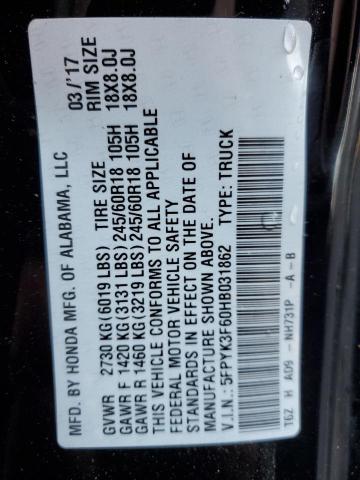 MFD. BY HONDA MFG. OF ALABAMA, LLC 03/'17
GVWR 2730 KG (6019 LBS) TIRE SIZE RIM SIZE
GAWR F 1420 KG (3131 LBS) 245/60R18 105H 18X8.0J
GAWR R 1460 KG (3219 LBS) 245/60R18 105H 18X8.0J
THIS VEHICLE CONFORMS TO ALL APPLICABLE
FEDERAL MOTOR VEHICLE SAFETY
STANDARDS IN EFFECT ON THE DATE OF
MANUFACTURE SHOWN ABOVE.
V.I.N.: 5FPYK3F60HB031862 TYPE: TRUCK
T6Z H A09 -NH731P -A -B